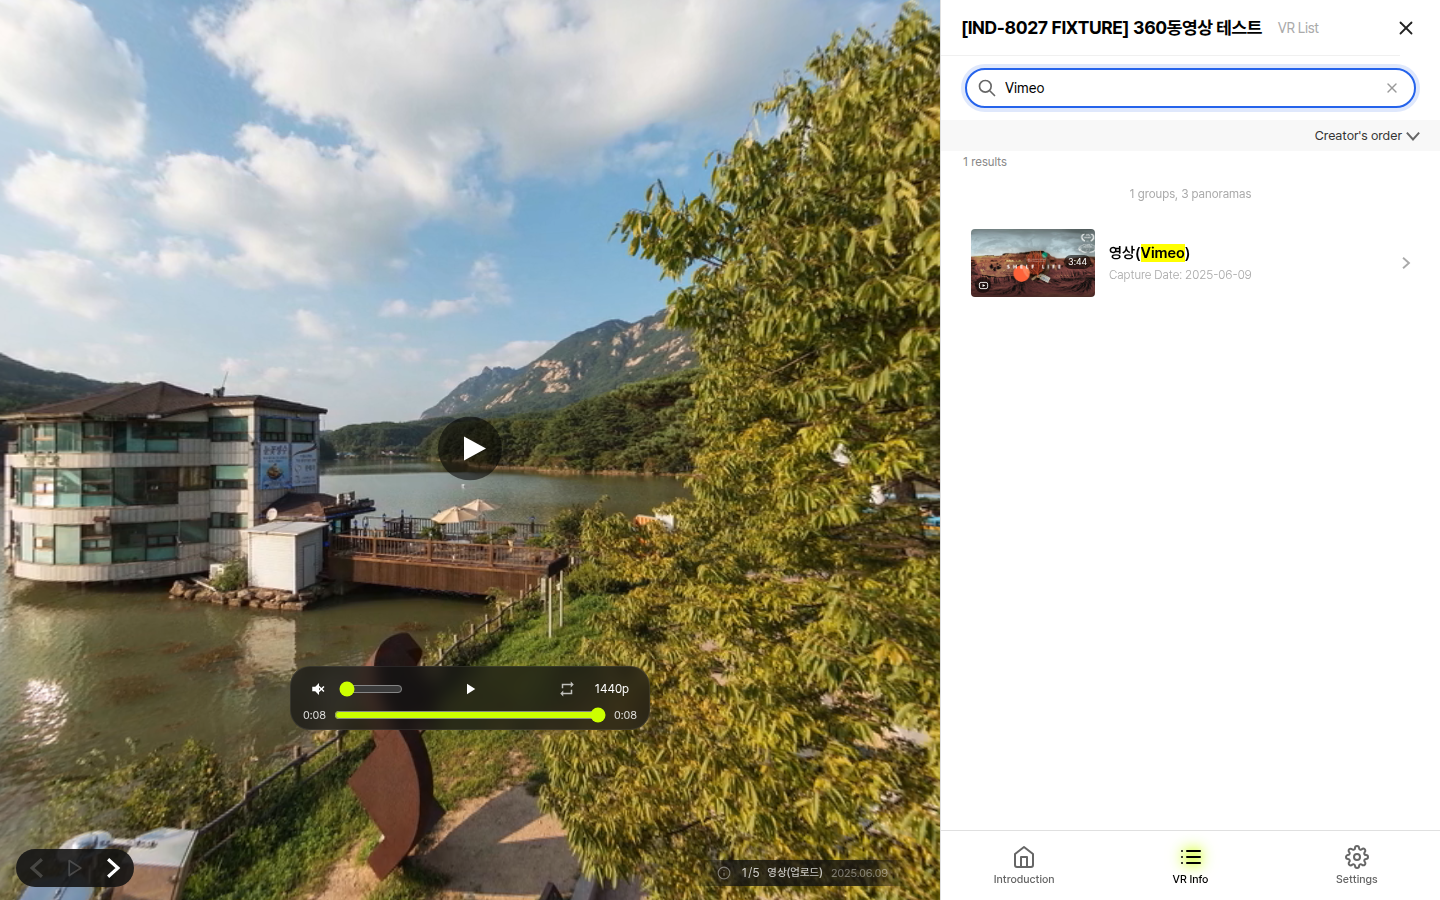 [IND-8027 FIXTURE] 360동영상 테스트 VR List
Vimeo
Creator's order
1 results
1 groups, 3 panoramas
SHELF LIFE
3:44
영상(Vimeo)
Capture Date: 2025-06-09
1440p
0:08 0:08
1/5 영상(업로드) 2025.06.09
Introduction VR Info Settings